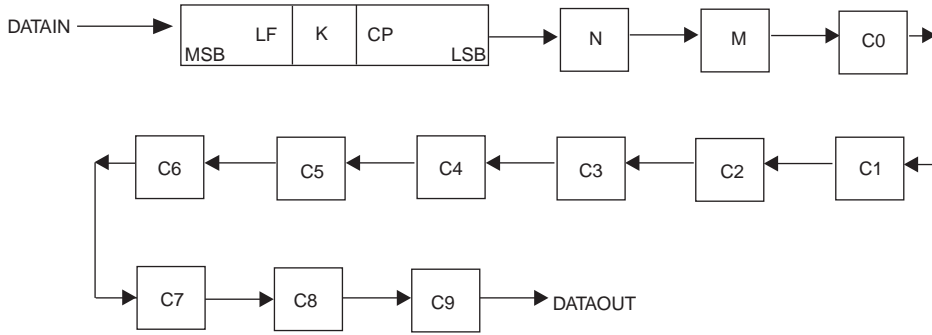 DATAIN
LF K CP
MSB LSB
N
M
C0
C6
C5
C4
C3
C2
C1
C7
C8
C9
DATAOUT